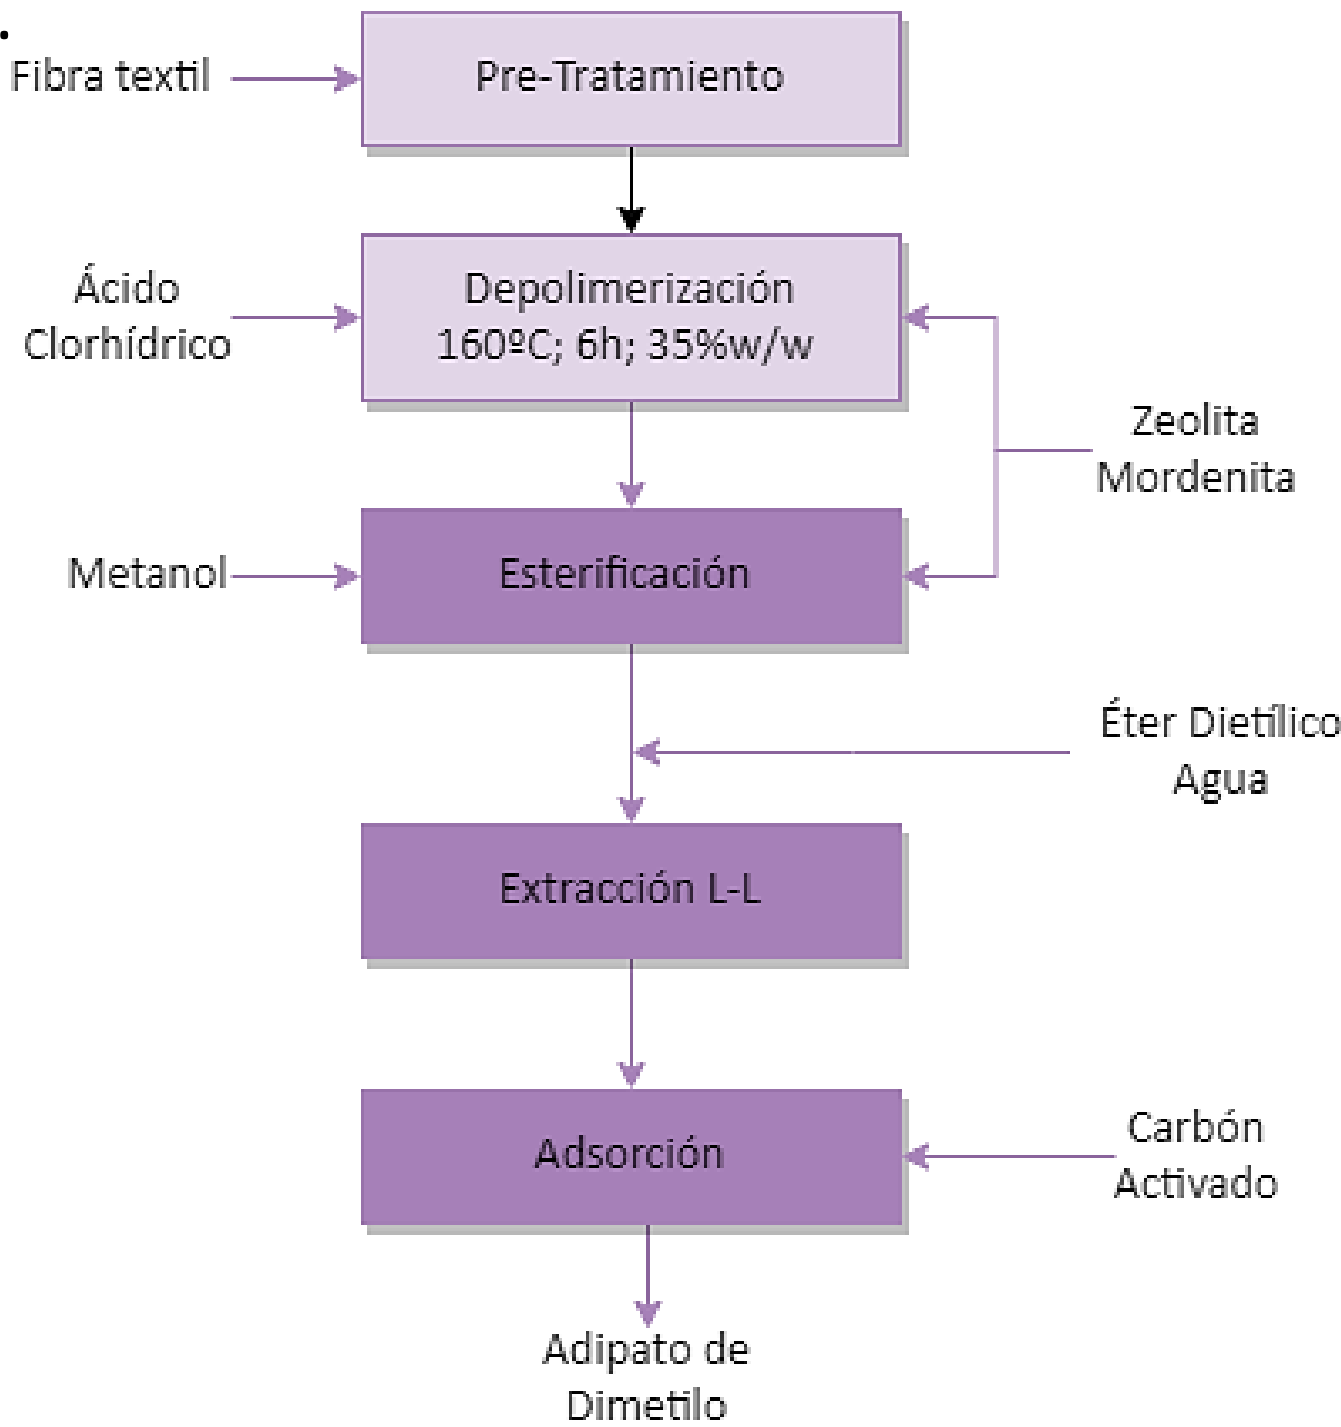 Fibra textil
Pre-Tratamiento
Ácido
Clorhídrico
Depolimerización
160ºC; 6h; 35%w/w
Zeolita
Mordenita
Metanol
Esterificación
Éter Dietílico
Agua
Extracción L-L
Adsorción
Carbón
Activado
Adipato de
Dimetilo